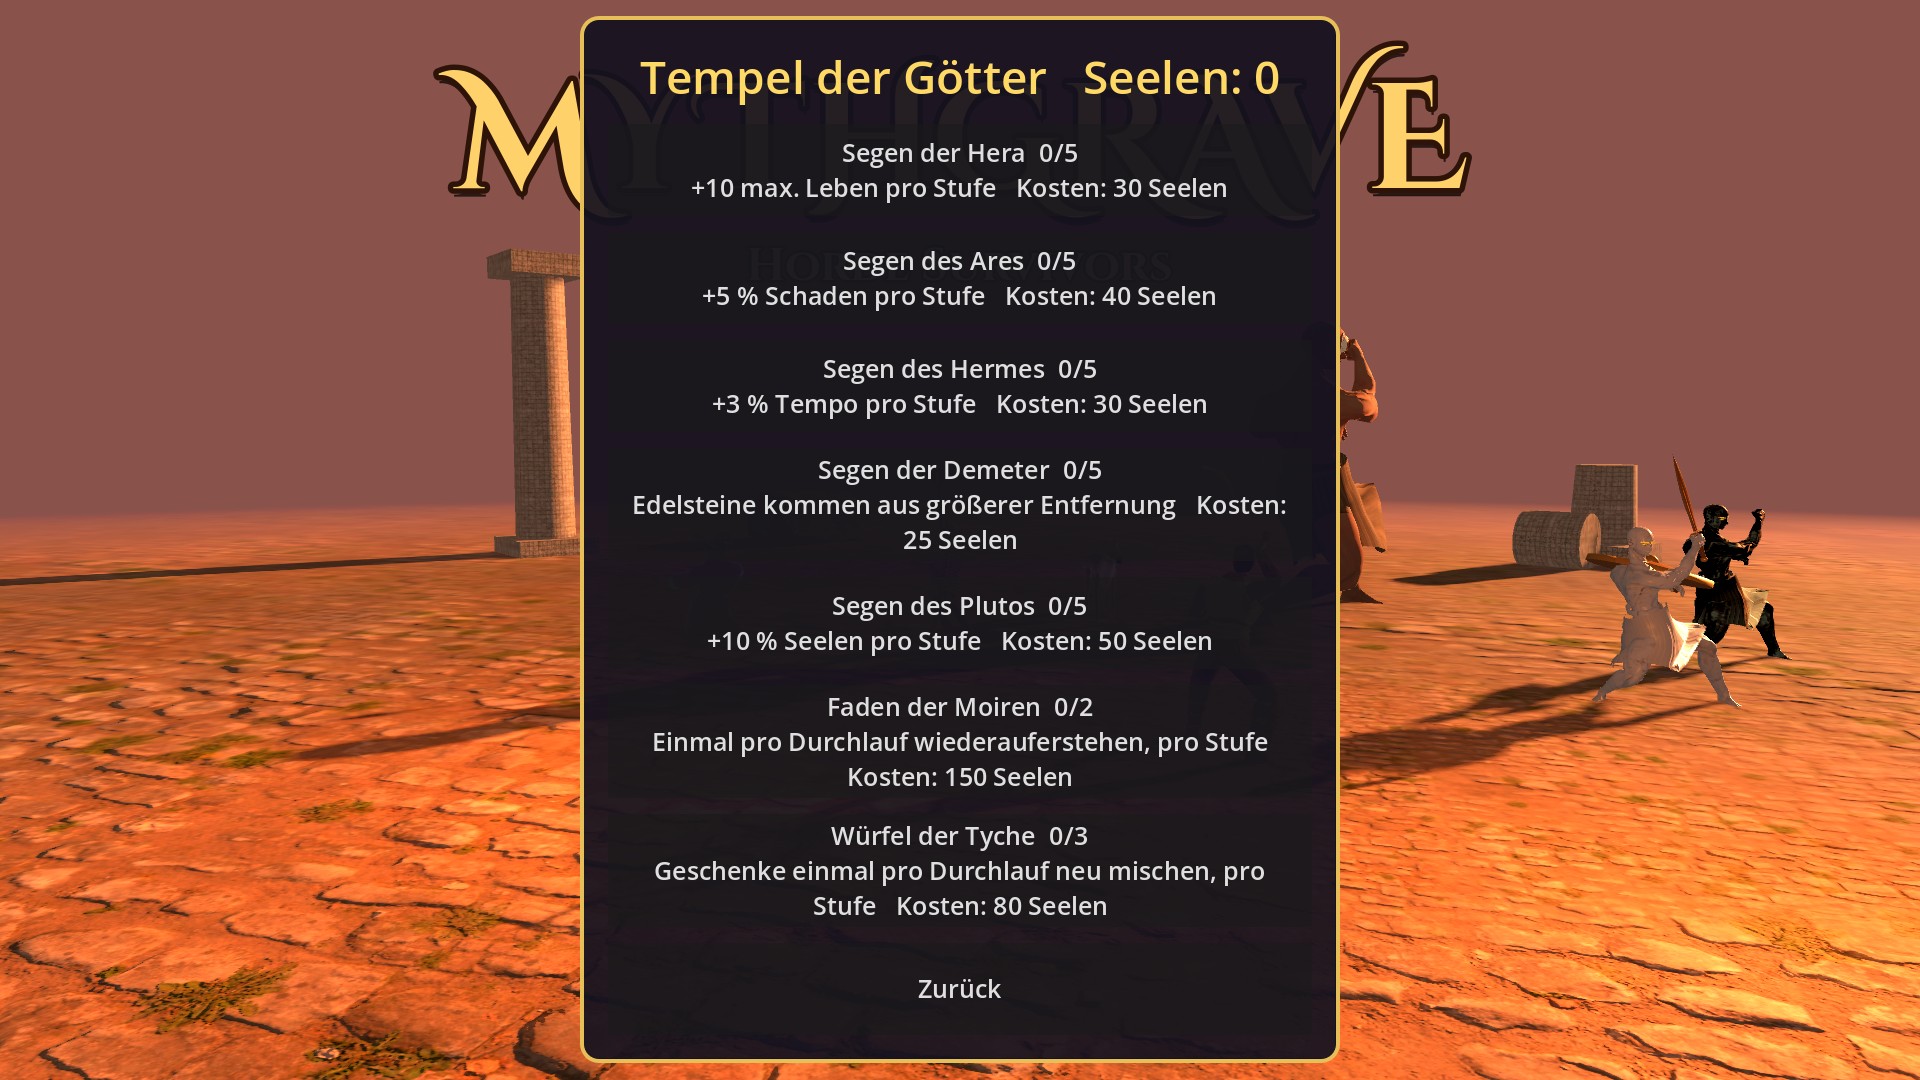 MYTHGRAVE
Tempel der Götter Seelen: 0
Segen der Hera 0/5
+10 max. Leben pro Stufe Kosten: 30 Seelen
Segen des Ares 0/5
+5 % Schaden pro Stufe Kosten: 40 Seelen
Segen des Hermes 0/5
+3 % Tempo pro Stufe Kosten: 30 Seelen
Segen der Demeter 0/5
Edelsteine kommen aus größerer Entfernung Kosten:
25 Seelen
Segen des Plutos 0/5
+10 % Seelen pro Stufe Kosten: 50 Seelen
Faden der Moiren 0/2
Einmal pro Durchlauf wiederauferstehen, pro Stufe
Kosten: 150 Seelen
Würfel der Tyche 0/3
Geschenke einmal pro Durchlauf neu mischen, pro
Stufe Kosten: 80 Seelen
Zurück